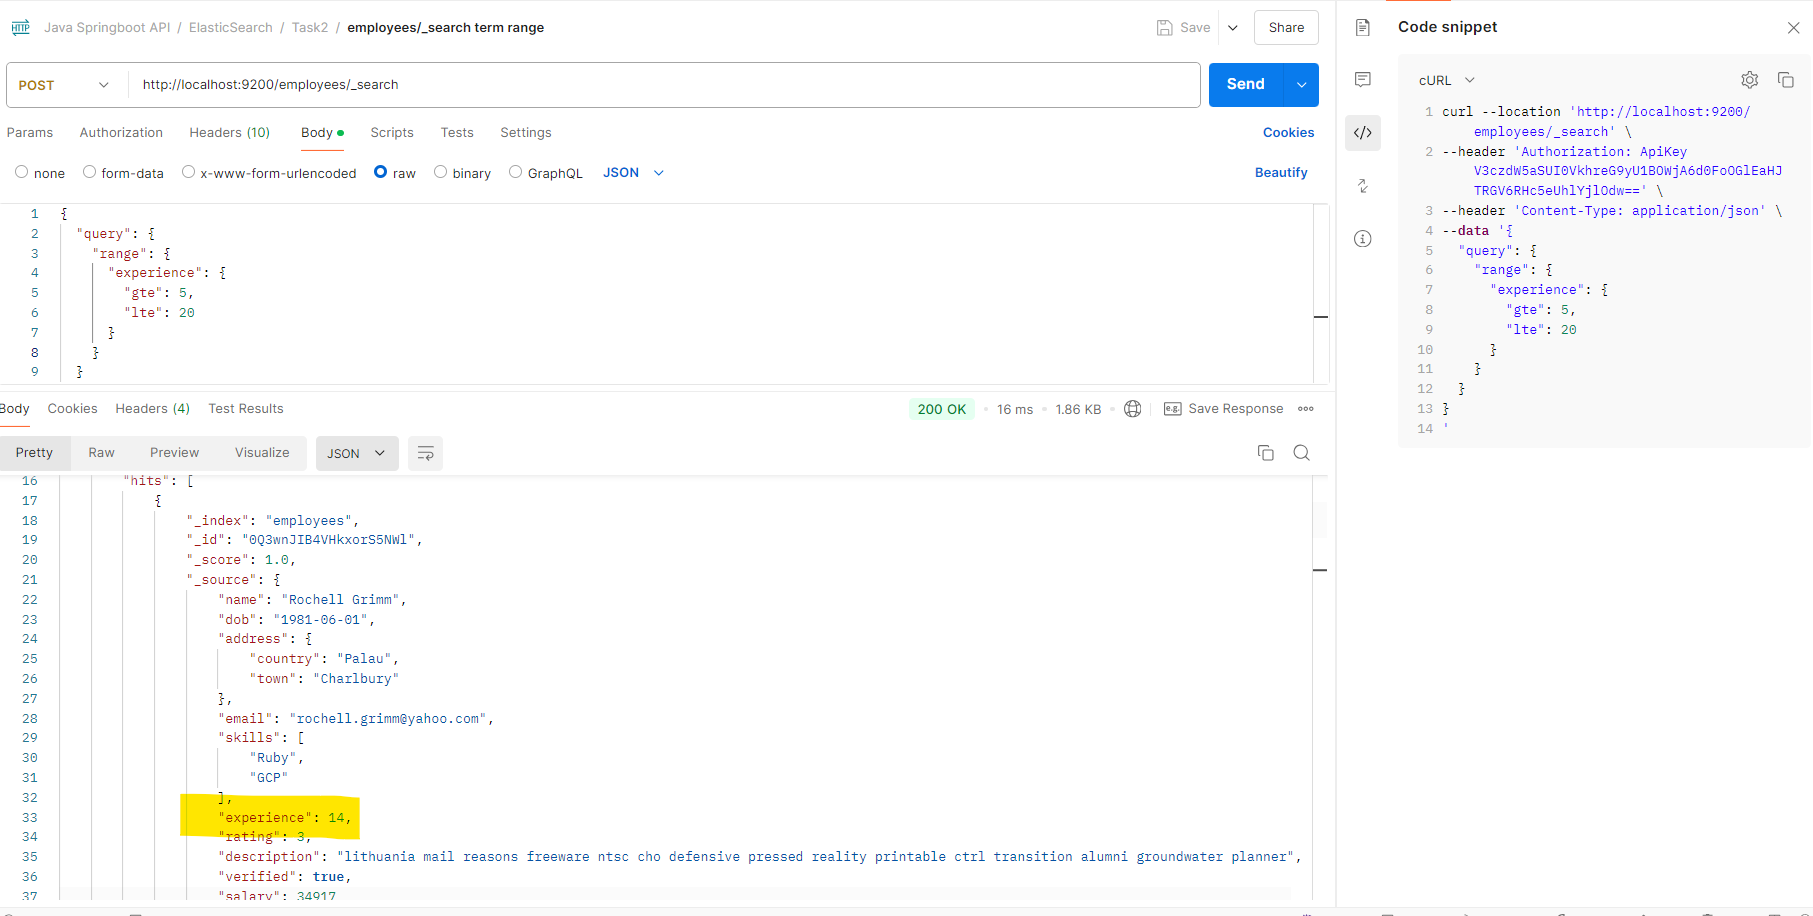 HTTP Java Springboot API / ElasticSearch / Task2 / employees/_search term range Save Share
POST http://localhost:9200/employees/_search Send
Params Authorization Headers (10) Body Scripts Tests Settings Cookies
none form-data x-www-form-urlencoded raw binary GraphQL JSON Beautify
1 {
2 "query": {
3 "range": {
4 "experience": {
5 "gte": 5,
6 "lte": 20
7 }
8 }
9 }
Body Cookies Headers (4) Test Results 200 OK 16 ms 1.86 KB e.g. Save Response
Pretty Raw Preview Visualize JSON
16 "hits": [
17 {
18 "_index": "employees",
19 "_id": "0Q3wnJIB4VHkxorS5NWl",
20 "_score": 1.0,
21 "_source": {
22 "name": "Rochell Grimm",
23 "dob": "1981-06-01",
24 "address": {
25 "country": "Palau",
26 "town": "Charlbury"
27 },
28 "email": "rochell.grimm@yahoo.com",
29 "skills": [
30 "Ruby",
31 "GCP"
32 ],
33 "experience": 14,
34 "rating": 3,
35 "description": "lithuania mail reasons freeware ntsc cho defensive pressed reality printable ctrl transition alumni groundwater planner",
36 "verified": true,
37 "salary": 34917
Code snippet
cURL
1 curl --location 'http://localhost:9200/
employees/_search' \
2 --header 'Authorization: ApiKey
V3czdW5aSUI0VkhreG9yU1BOWjA6d0FoOGlEaHJ
TRGV6RHc5eUhlYjlOdw==' \
3 --header 'Content-Type: application/json' \
4 --data '{
5 "query": {
6 "range": {
7 "experience": {
8 "gte": 5,
9 "lte": 20
10 }
11 }
12 }
13 }
14 '